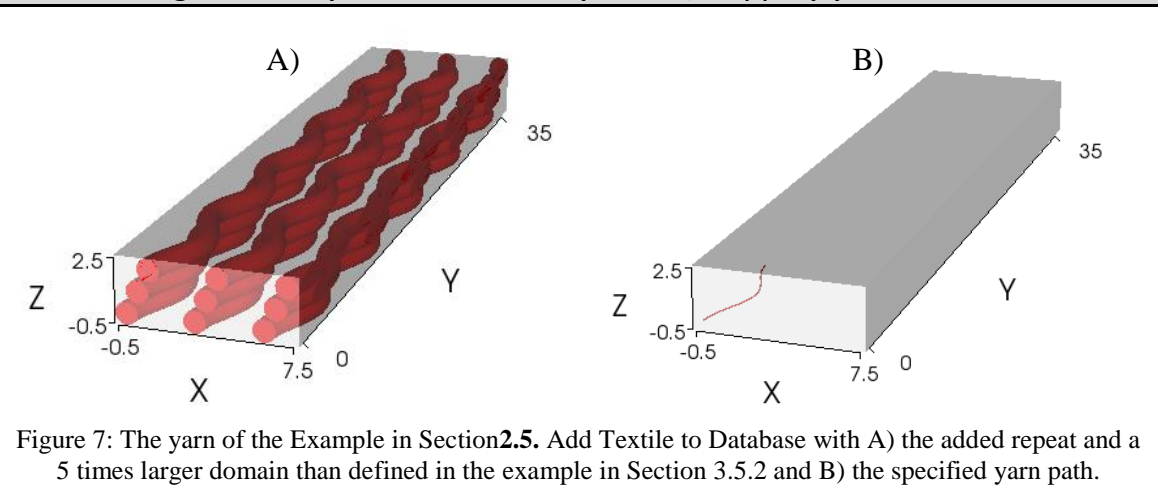 A)
B)
35
35
2.5
2.5
Z
Y
Z
Y
-0.5
-0.5
-0.5
-0.5
7.5
0
7.5
0
X
X
Figure 7: The yarn of the Example in Section2.5. Add Textile to Database with A) the added repeat and a
5 times larger domain than defined in the example in Section 3.5.2 and B) the specified yarn path.